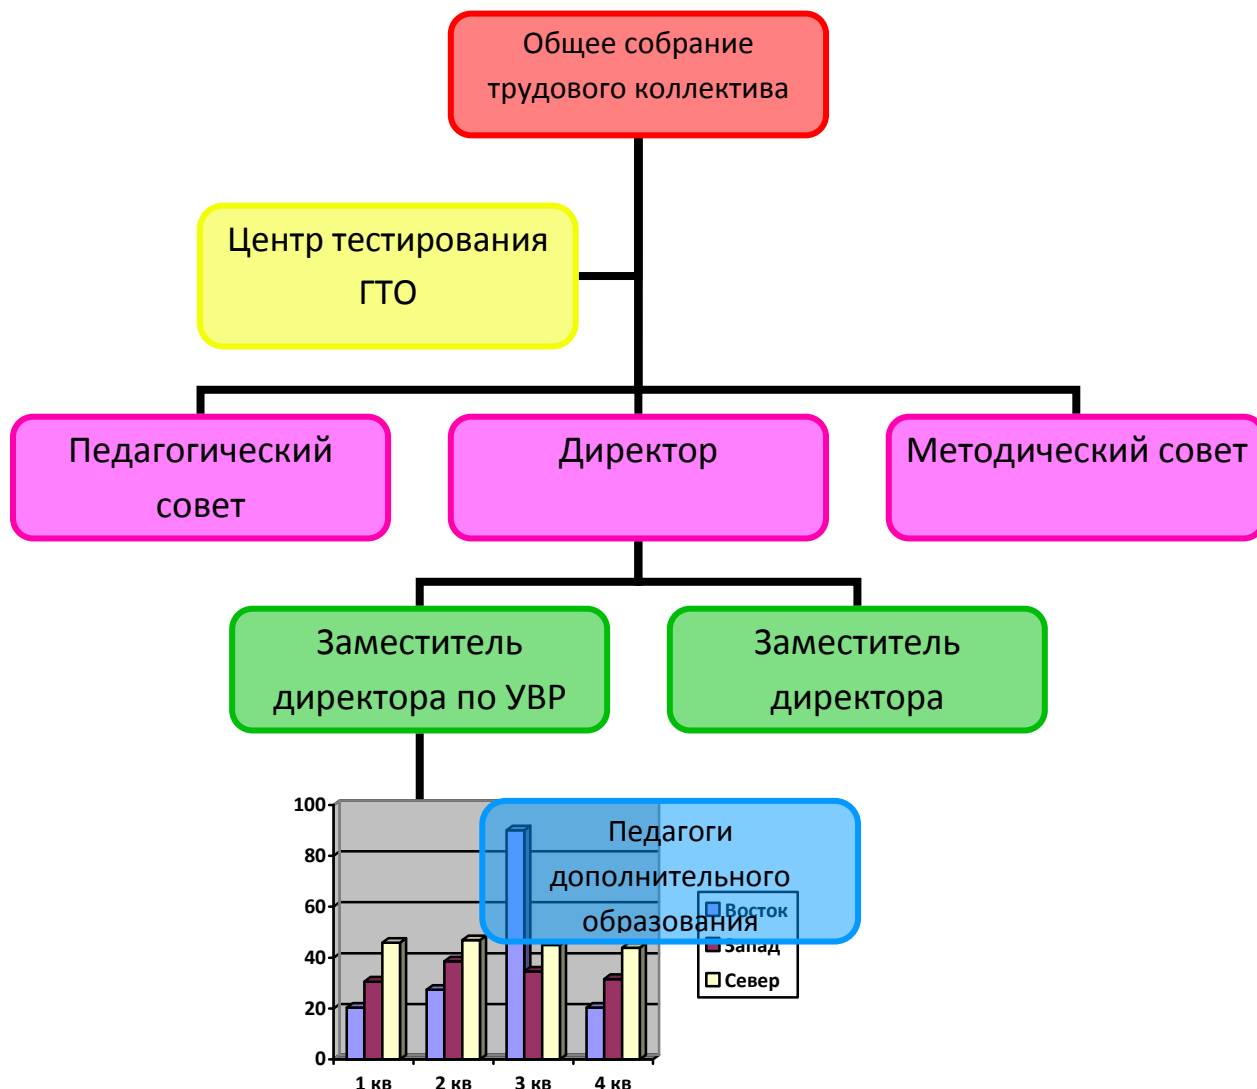 Общее собрание
трудового коллектива
Центр тестирования
ГТО
Педагогический
совет
Директор
Методический совет
Заместитель
директора по УВР
Заместитель
директора
Педагоги
дополнительного
образования
100
80
60
40
20
0
1 кв
2 кв
3 кв
4 кв
Восток
Запад
Север